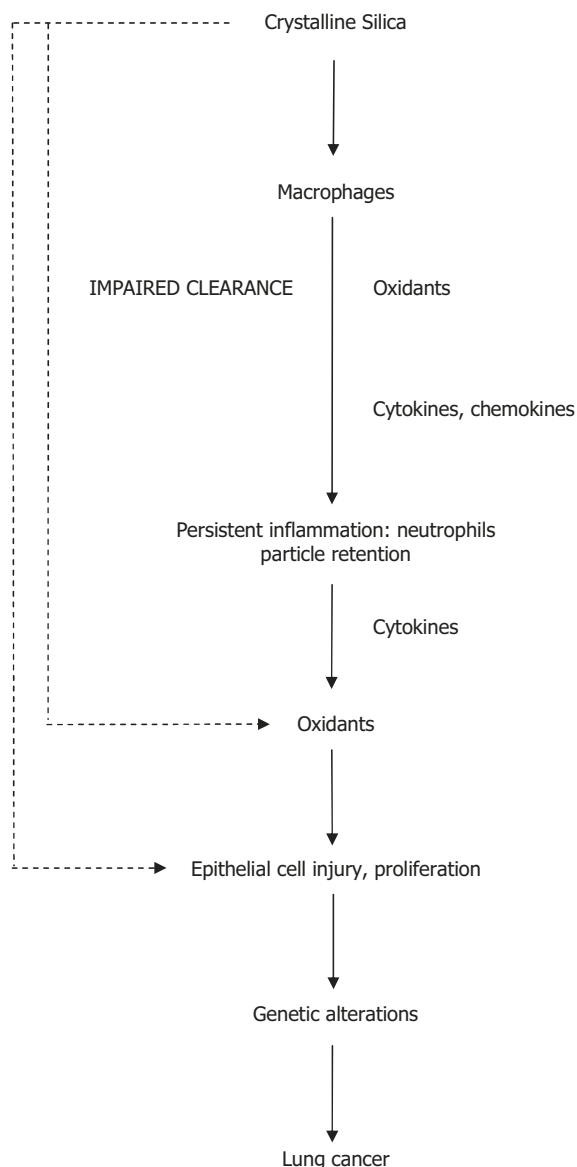 Crystalline Silica
Macrophages
IMPAIRED CLEARANCE
Oxidants
Cytokines, chemokines
Persistent inflammation: neutrophils
particle retention
Cytokines
Oxidants
Epithelial cell injury, proliferation
Genetic alterations
Lung cancer